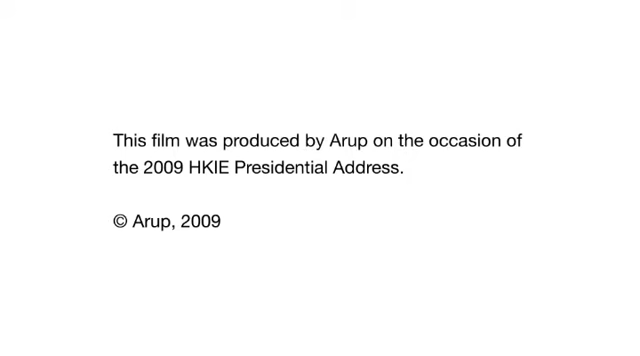 This film was produced by Arup on the occasion of
the 2009 HKIE Presidential Address.
© Arup, 2009